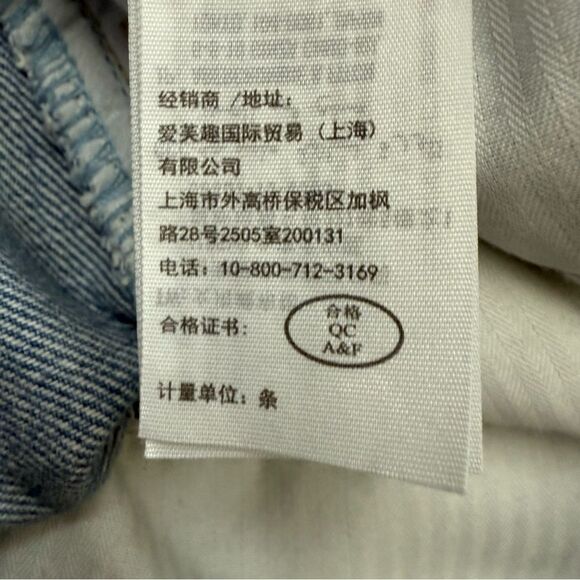 经销商 /地址:
爱芙趣国际贸易 (上海)
有限公司
上海市外高桥保税区加枫
路28号2505室200131
电话: 10-800-712-3169
合格证书:
合格
QC
A&F
计量单位: 条